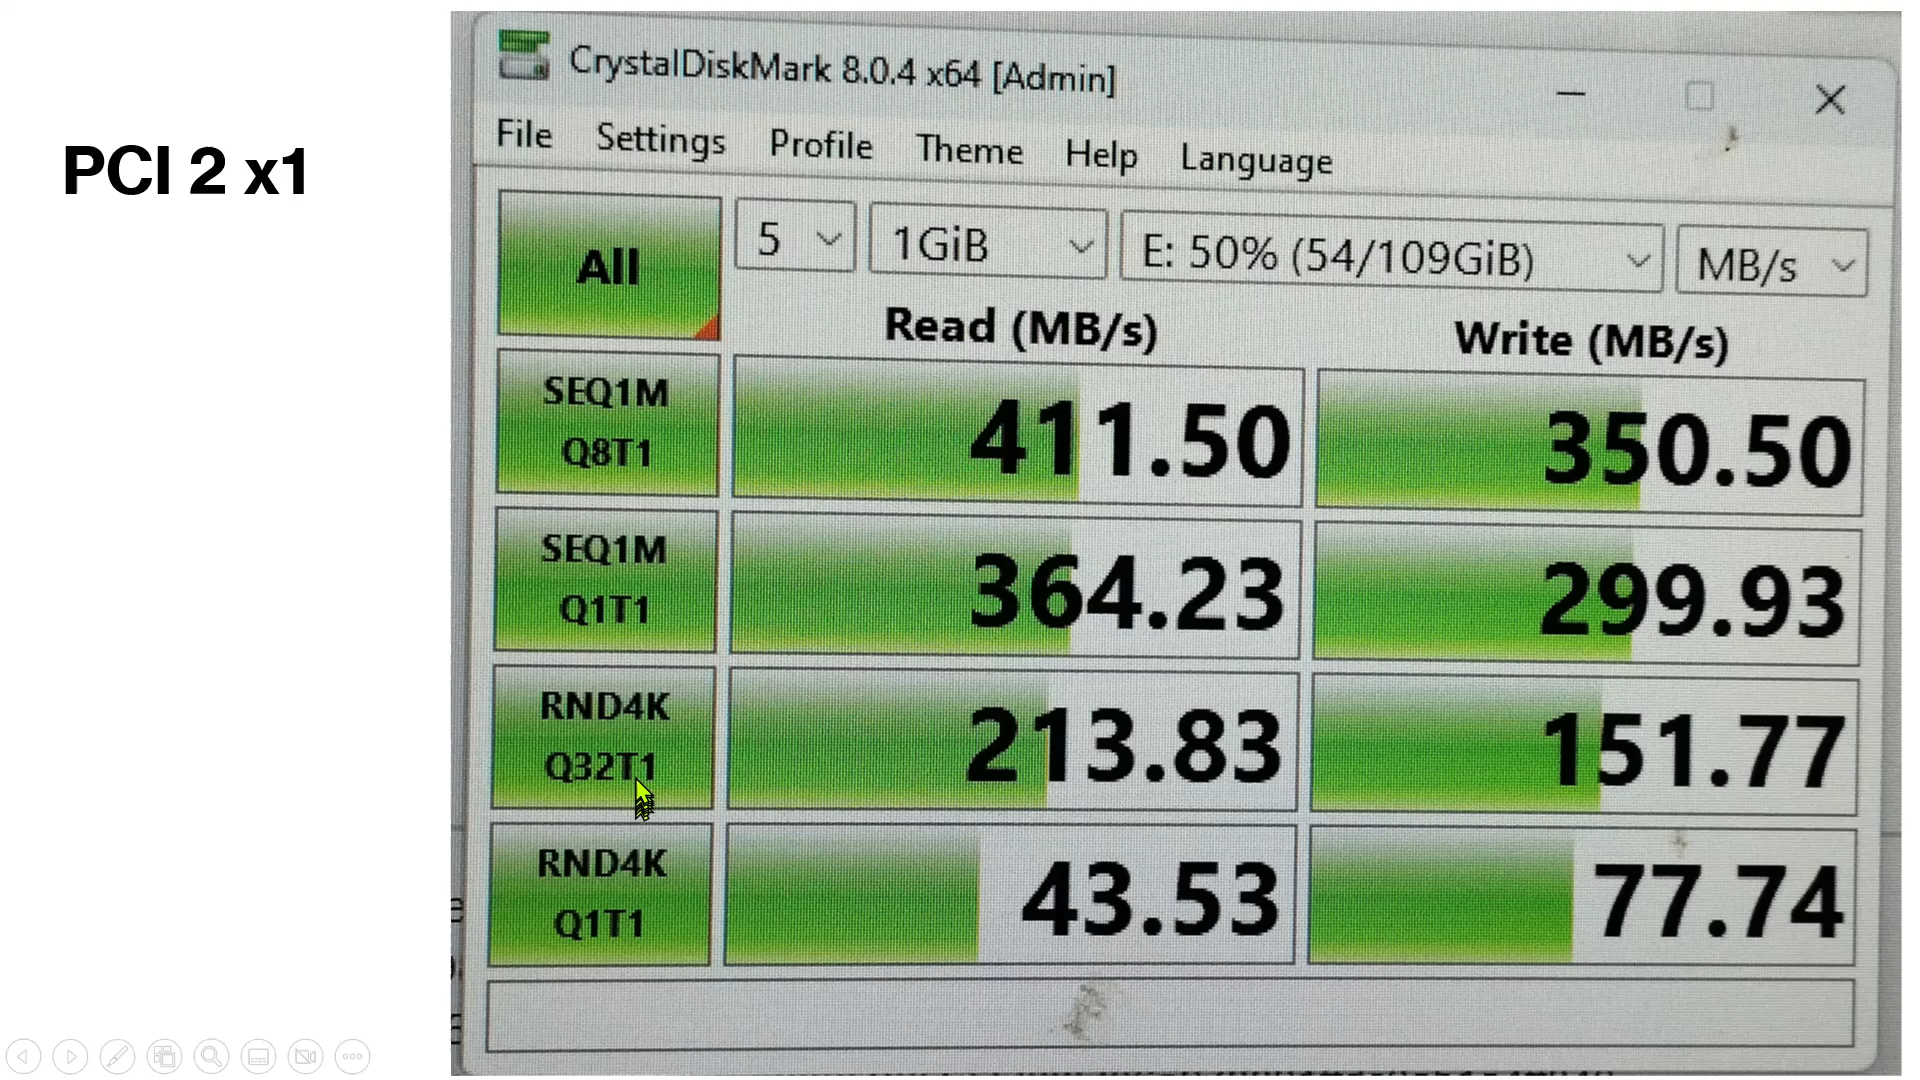 PCI 2 x1
CrystalDiskMark 8.0.4 x64 [Admin]
File Settings Profile Theme Help Language
All
5
1GiB
E: 50% (54/109GiB)
MB/s
Read (MB/s) Write (MB/s)
SEQ1M
Q8T1
411.50 350.50
SEQ1M
Q1T1
364.23 299.93
RND4K
Q32T1
213.83 151.77
RND4K
Q1T1
43.53 77.74